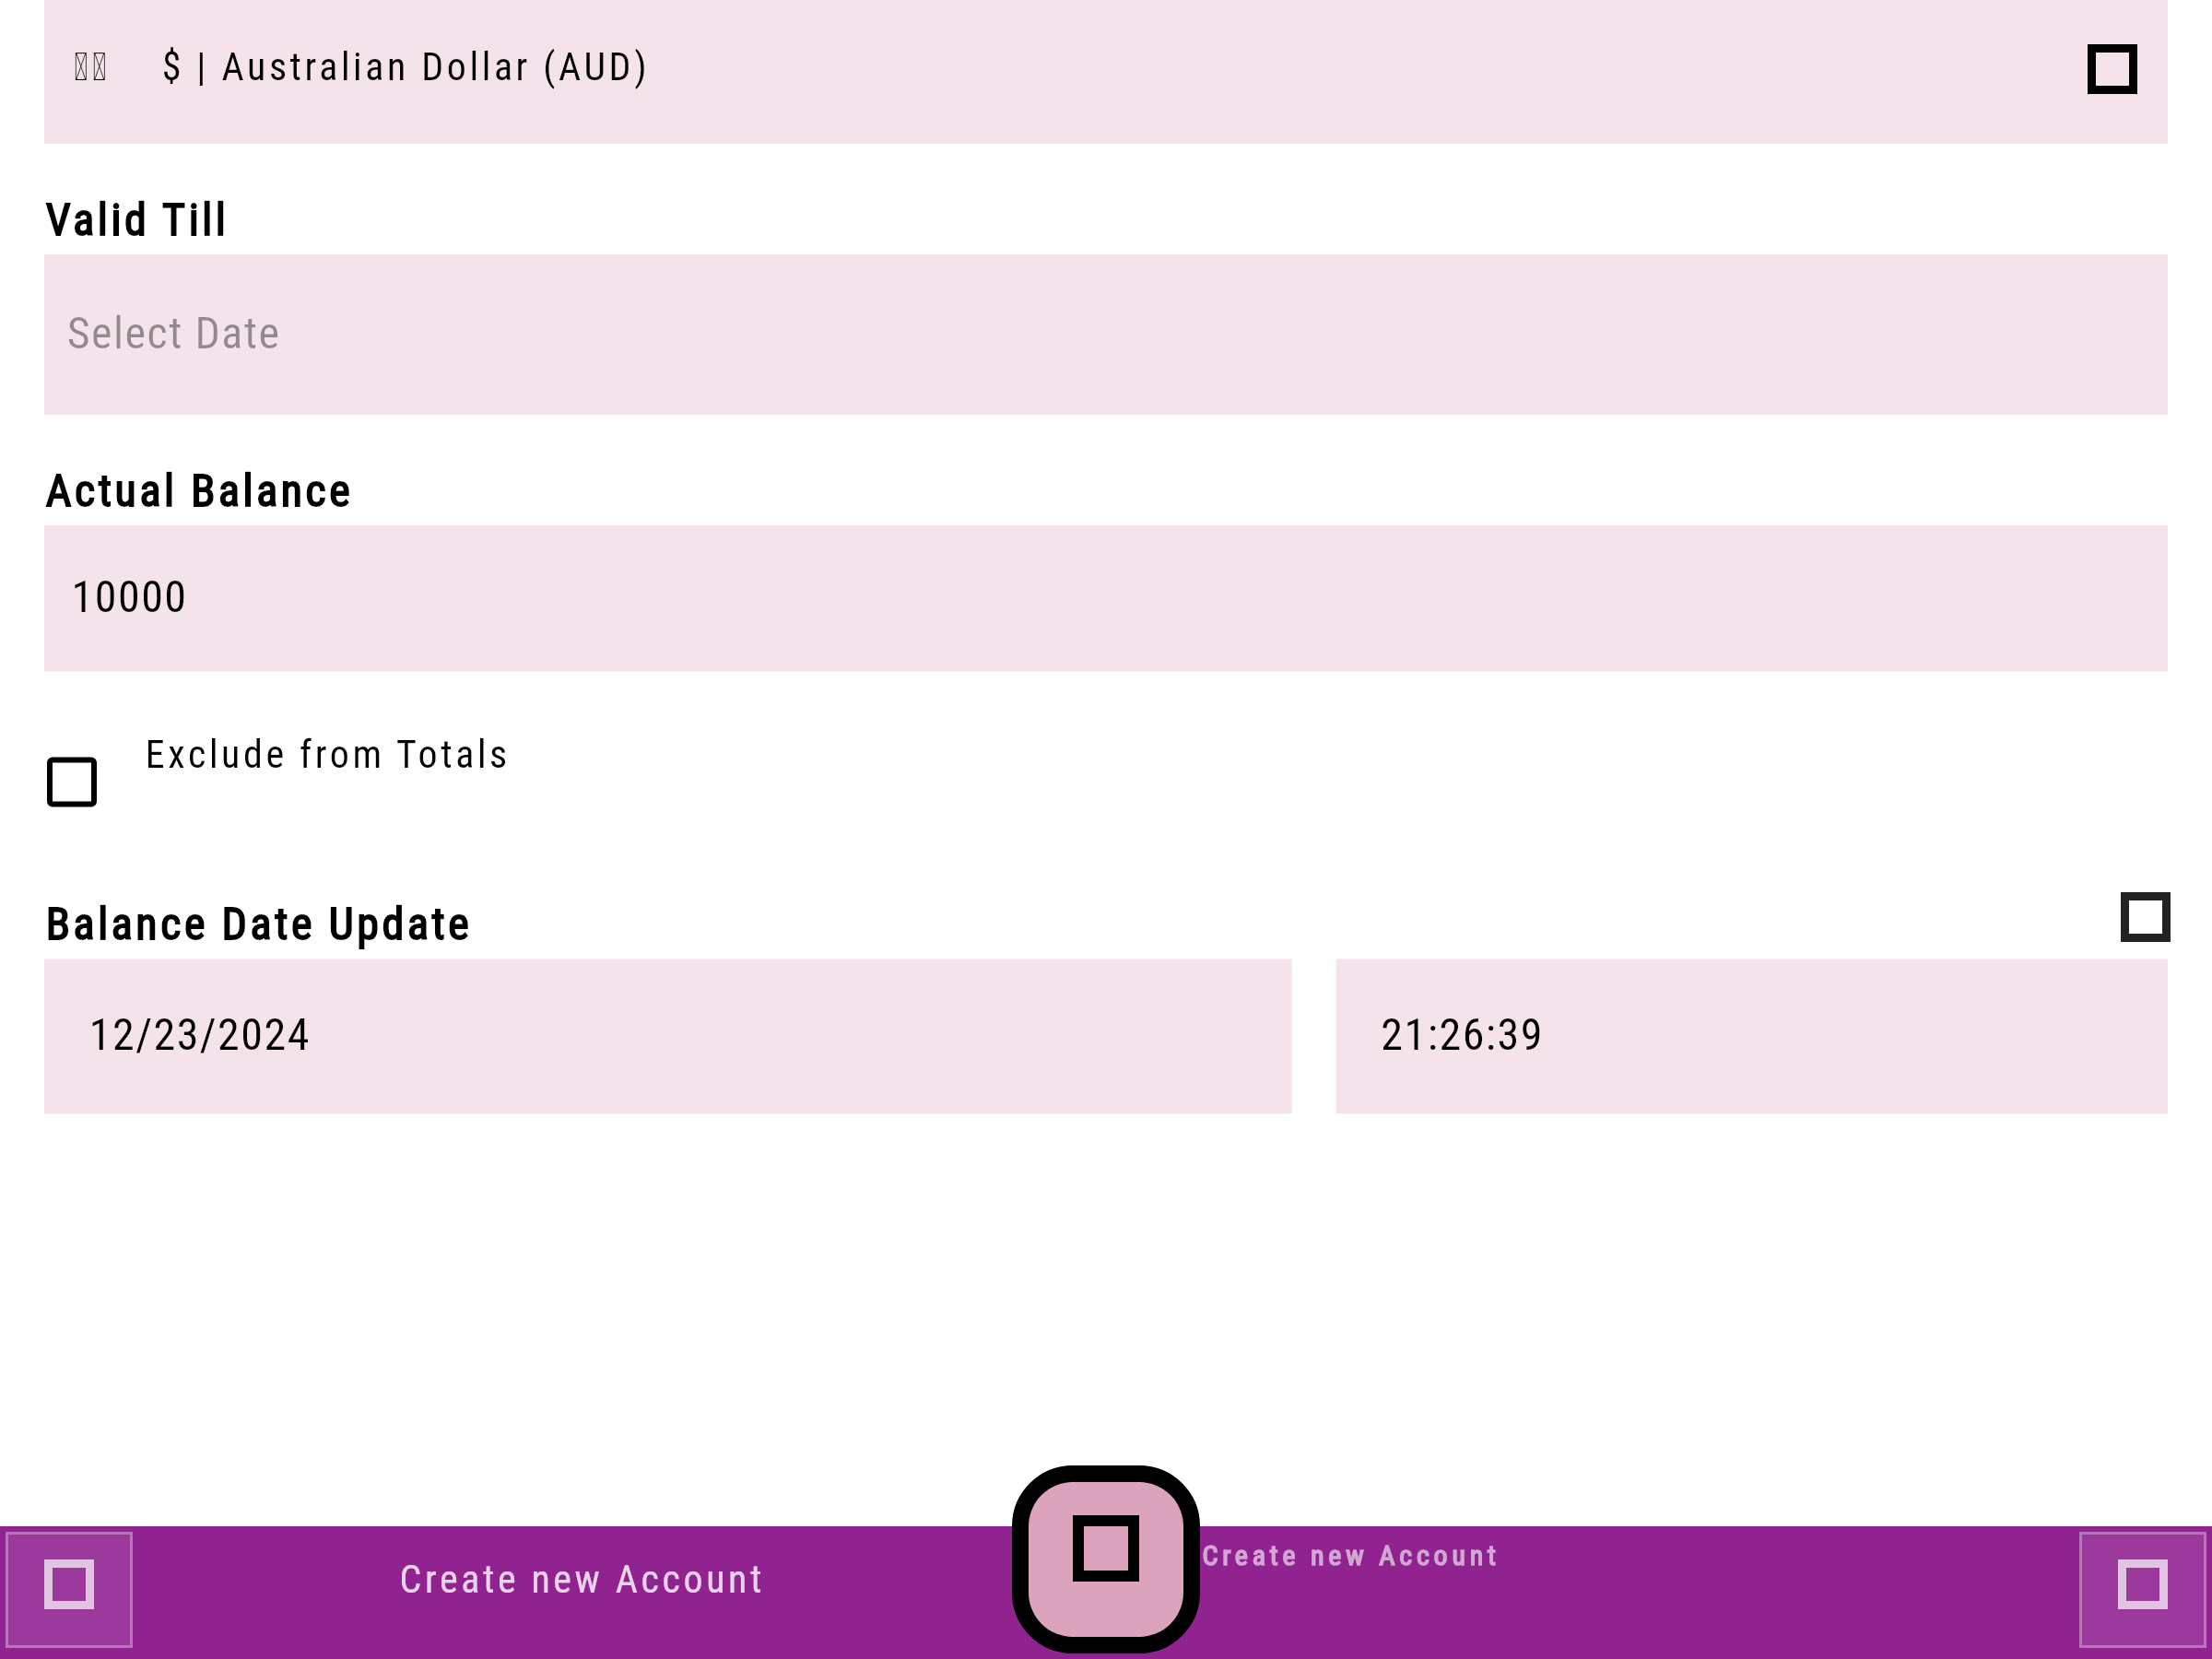 $ | Australian Dollar (AUD)
Valid Till
Select Date
Actual Balance
10000
Exclude from Totals
Balance Date Update
12/23/2024
21:26:39
Create new Account
Create new Account